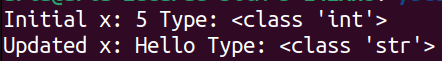 Initial x: 5 Type: <class 'int'>
Updated x: Hello Type: <class 'str'>